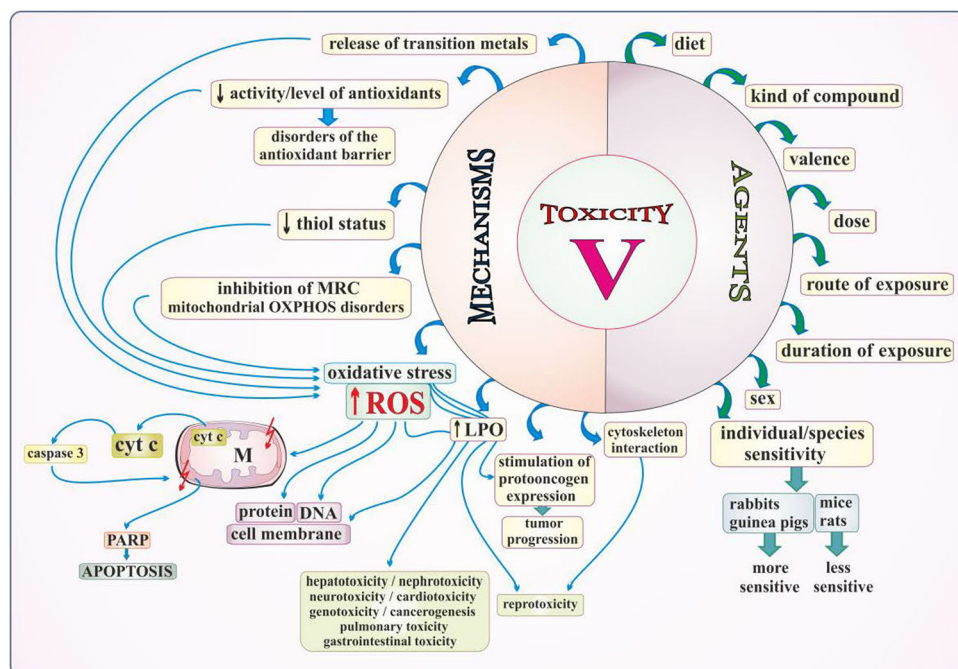 release of transition metals
↓ activity/level of antioxidants
disorders of the
antioxidant barrier
↓ thiol status
inhibition of MRC
mitochondrial OXPHOS disorders
oxidative stress
↑ ROS
↑ LPO
MECHANISMS
TOXICITY
V
AGENTS
diet
kind of compound
valence
dose
route of exposure
duration of exposure
sex
individual/species
sensitivity
rabbits
guinea pigs
mice
rats
more
sensitive
less
sensitive
cytoskeleton
interaction
stimulation of
protooncogen
expression
tumor
progression
caspase 3
cyt c
cyt c
M
protein
DNA
cell membrane
PARP
APOPTOSIS
hepatotoxicity / nephrotoxicity
neurotoxicity / cardiotoxicity
genotoxicity / cancerogenesis
pulmonary toxicity
gastrointestinal toxicity
reprotoxicity